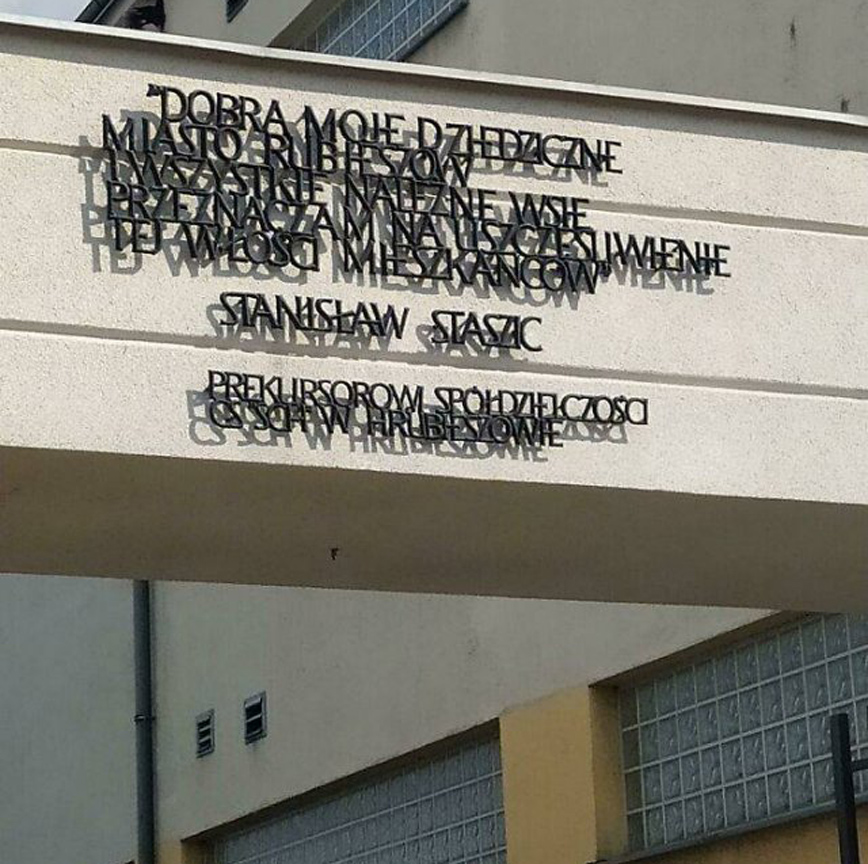 "DOBRA MOJE DZIEDZICZNE
MIASTO RUBIESZÓW
I WSZYSTKIE NALEŻNE WSIE
PRZEZNACZAM NA USZCZĘŚLIWIENIE
TEJ WŁOŚCI MIESZKAŃCÓW"
STANISŁAW STASZIC
PREKURSOROWI SPÓŁDZIELCZOŚCI
GS SCH W HRUBIESZOWIE